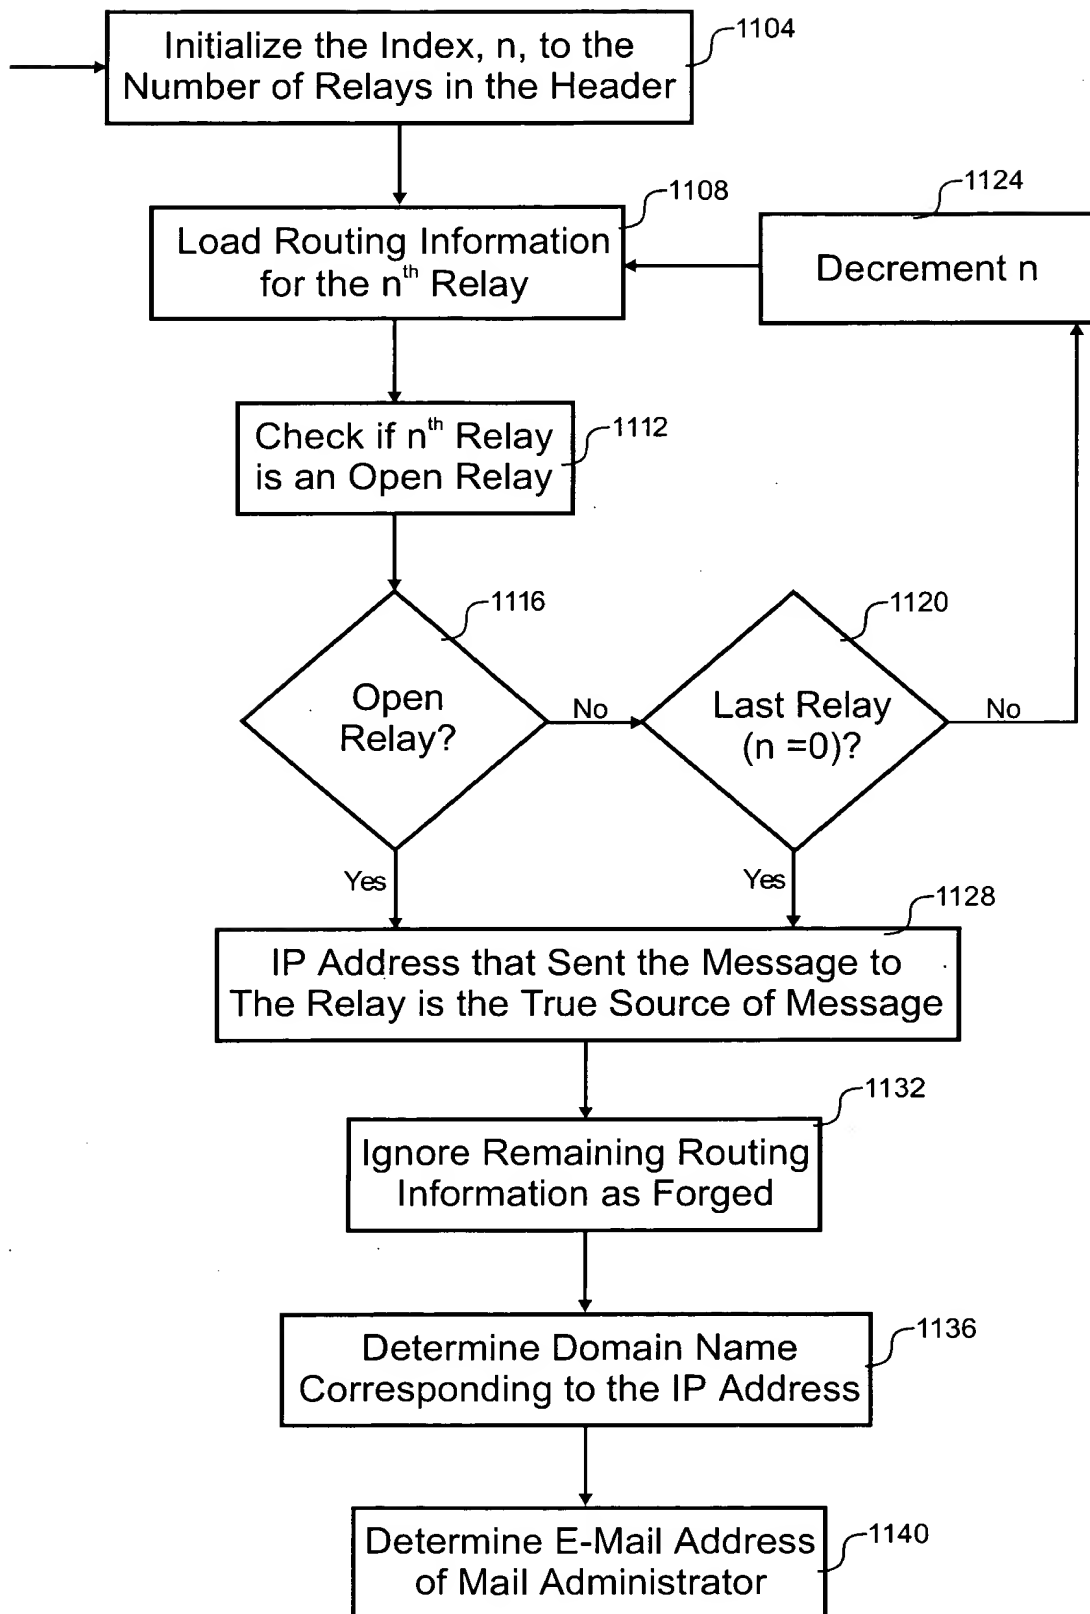 Initialize the Index, n, to the
Number of Relays in the Header
1104
Load Routing Information
for the nth Relay
1108
Decrement n
1124
Check if nth Relay
is an Open Relay
1112
Open
Relay?
1116
No
Last Relay
(n =0)?
1120
No
Yes
Yes
IP Address that Sent the Message to
The Relay is the True Source of Message
1128
Ignore Remaining Routing
Information as Forged
1132
Determine Domain Name
Corresponding to the IP Address
1136
Determine E-Mail Address
of Mail Administrator
1140